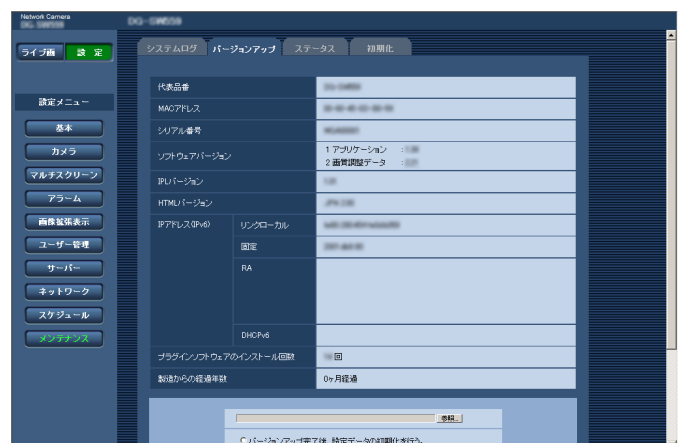 Network Camera
DG-SW559
ライブ画 設 定
システムログ バージョンアップ ステータス 初期化
設定メニュー
基本
カメラ
マルチスクリーン
アラーム
画像拡張表示
ユーザー管理
サーバー
ネットワーク
スケジュール
メンテナンス
代表品番
MACアドレス
シリアル番号
ソフトウェアバージョン 1 アプリケーション :
2 画質調整データ :
IPLバージョン
HTMLバージョン
IPアドレス(IPv6) リンクローカル
固定
RA
DHCPv6
プラグインソフトウェアのインストール回数 回
製造からの経過年数 0ヶ月経過
参照...
バージョンアップ完了後、設定データの初期化を行う。